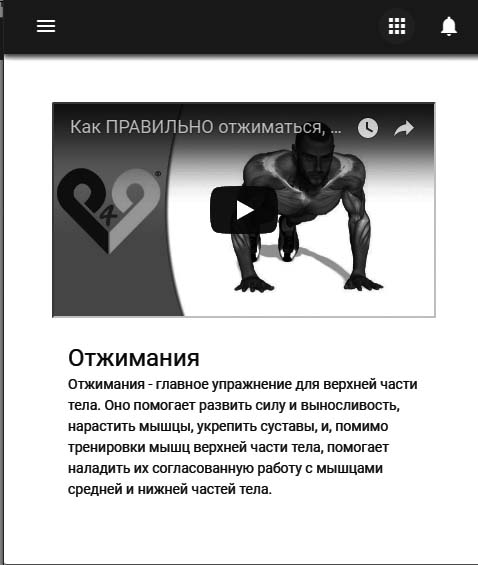 Как ПРАВИЛЬНО отжиматься, ...
P4P
®
Отжимания
Отжимания - главное упражнение для верхней части
тела. Оно помогает развить силу и выносливость,
нарастить мышцы, укрепить суставы, и, помимо
тренировки мышц верхней части тела, помогает
наладить их согласованную работу с мышцами
средней и нижней частей тела.